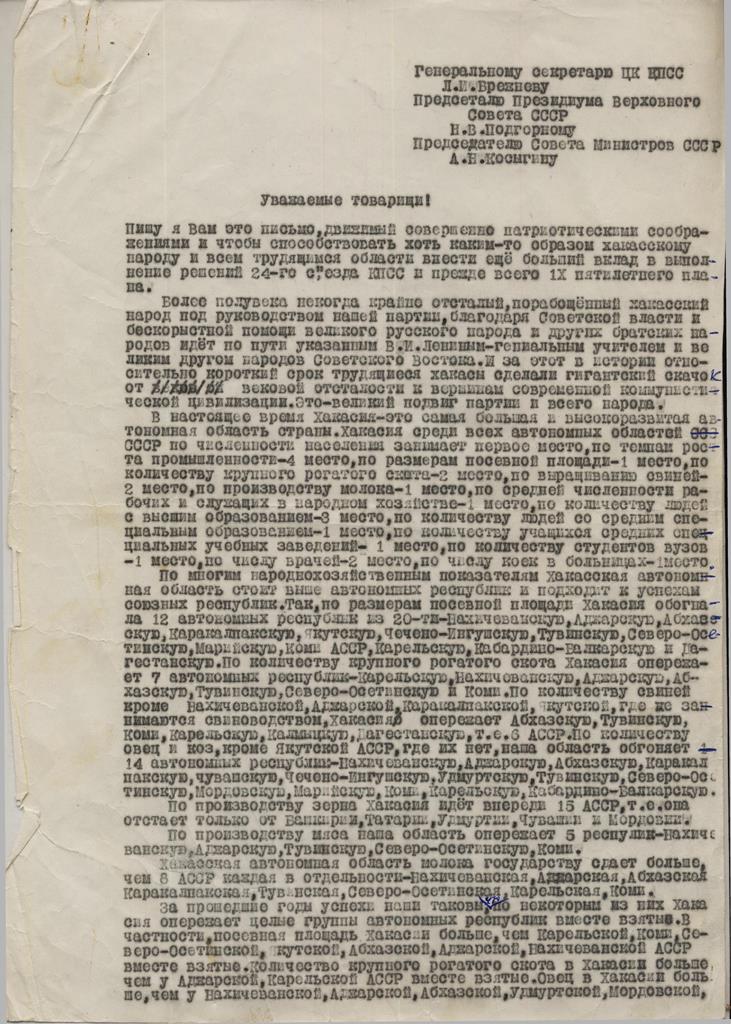 Генеральному секретарю ЦК КПСС
Л.И.Брежневу
Предсеталю Президиума Верховного
Совета СССР
Н.В.Подгорному
Председателю Совета Министров СССР
А.Н.Косыгину
Уважаемые товарищи!
Пишу я Вам это письмо,движимый совершенно патриотическими сообра-
жениями и чтобы способствовать хоть каким-то образом хакасскому
народу и всем трудящимся области внести ещё больший вклад в выпол-
нение решений 24-го с"езда КПСС и прежде всего 1Х пятилетнего пла-
на.
Более полувека некогда крайне отсталый,порабощённый хакасский
народ под руководством нашей партии,благодаря Советской власти и
бескорыстной помощи великого русского народа и других братских на-
родов идёт по пути указанным В.И.Лениным-гениальным учителем и ве
ликим другом народов Советского Востока.И за этот в истории отно-
сительно короткий срок трудящиеся хакасы сделали гигантский скачок
от вековой отсталости к вершинам современной коммунисти-
ческой цивилизации.Это-великий подвиг партии и всего народа.
В настоящее время Хакасия-это самая большая и высокоразвитая ав-
тономная область страны.Хакасия среди всех автономных областей
СССР по численности населения занимает первое место,по темпам рос-
та промышленности-4 место,по размерам посевной площади-1 место,по
количеству крупного рогатого скота-2 место,по выращиванию свиней-
2 место,по производству молока-1 место,по средней численности ра-
бочих и служащих в народном хозяйстве-1 место,по количеству людей
с высшим образованием-3 место,по количеству людей со средним спе-
циальным образованием-1 место,по количеству учащихся средних спец-
циальных учебных заведений- 1 место,по количеству студентов вузов
-1 место,по числу врачей-2 место,по числу коек в больницах-1место.
По многим народнохозяйственным показателям Хакасская автоном-
ная область стоит выше автономных республик и подходит к успехам
союзных республик.Так,по размерам посевной площади Хакасия обогна-
ла 12 автономных республик из 20-ти-Нахичеванскую,Аджарскую,Абхаз-
скую,Каракалпакскую,Якутскую,Чечено-Ингушскую,Тувинскую,Северо-Осе-
тинскую,Марийскую,Коми АССР,Карельскую,Кабардино-Балкарскую и Да-
гестанскую.По количеству крупного рогатого скота Хакасия опережа-
ет 7 автономных республик-Карельскую,Нахичеванскую,Аджарскую,Аб-
хазскую,Тувинскую,Северо-Осетинскую и Коми.По количеству свиней
кроме Нахичеванской,Аджарской,Каракалпакской,Якутской,где не зан-
нимаются свиноводством,Хакасия опережает Абхазскую,Тувинскую,
Коми,Карельскую,Калмыцкую,Дагестанскую,т.е.6 АССР.По количеству
овец и коз,кроме Якутской АССР,где их нет,наша область обгоняет
14 автономных республик-Нахичеванскую,Аджарскую,Абхазскую,Каракал
пакскую,чувашскую,Чечено-Ингушскую,Удмуртскую,Тувинскую,Северо-Осе
тинскую,Мордовскую,Марийскую,Коми,Карельскую,Кабардино-Балкарскую.
По производству зерна Хакасия идёт впереди 15 АССР,т.е.она
отстает только от Башкирии,Татарии,Удмуртии,Чувашии и Мордовии.
По производству мяса наша область опережает 5 респулик-Нахиче
ванскую,Аджарскую,Тувинскую,Северо-Осетинскую,Коми.
Хакасская автономная область молока государству сдает больше,
чем 8 АССР каждая в отдельности-Нахичеванская,Аджарская,Абхазская
Каракалпакская,Тувинская,Северо-Осетинская,Карельская,Коми.
За прошедшие годы успехи наши таковы,что некоторым из них Хака
сия опережает целые группы автономных республик вместе взятые.В
частности,посевная площадь Хакасии больше,чем Карельской,Коми,Се-
веро-Осетинской,Якутской,Абхазской,Аджарской,Нахичеванской АССР
вместе взятые.Количество крупного рогатого скота в Хакасии больше,
чем у Аджарской,Карельской АССР вместе взятые.Овец в Хакасии боль
ше,чем у Нахичеванской,Аджарской,Абхазской,Удмуртской,Мордовской,